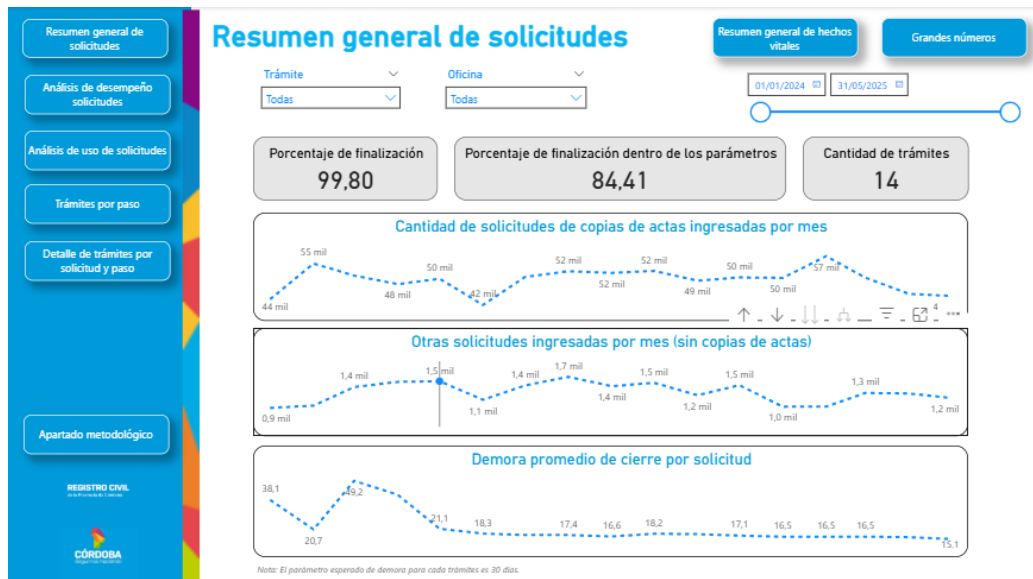 Resumen general de
solicitudes
Análisis de desempeño
solicitudes
Análisis de uso de solicitudes
Trámites por paso
Detalle de trámites por
solicitud y paso
Apartado metodológico
REGISTRO CIVIL
de la Provincia de Córdoba
CÓRDOBA
Resumen general de solicitudes
Resumen general de hechos
vitales
Grandes números
Trámite
Todas
Oficina
Todas
01/01/2024
31/05/2025
Porcentaje de finalización
99,80
Porcentaje de finalización dentro de los parámetros
84,41
Cantidad de trámites
14
Cantidad de solicitudes de copias de actas ingresadas por mes
44 mil
55 mil
48 mil
50 mil
42 mil
52 mil
52 mil
52 mil
49 mil
50 mil
50 mil
57 mil
4
Otras solicitudes ingresadas por mes (sin copias de actas)
0,9 mil
1,4 mil
1,5 mil
1,1 mil
1,4 mil
1,7 mil
1,4 mil
1,5 mil
1,2 mil
1,5 mil
1,0 mil
1,3 mil
1,2 mil
Demora promedio de cierre por solicitud
38,1
20,7
49,2
21,1
18,3
17,4
16,6
18,2
17,1
16,5
16,5
16,5
15,1
Nota: El parámetro esperado de demora para cada trámites es 30 días.